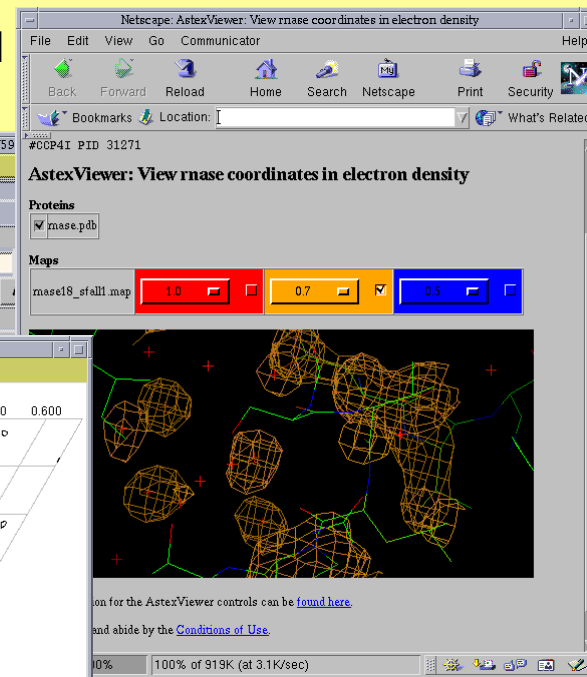 Netscape: AstexViewer: View rnase coordinates in electron density
File Edit View Go Communicator Help
Back Forward Reload Home Search Netscape Print Security
My
Bookmarks Location: What's Related
#CCP4I PID 31271
AstexViewer: View rnase coordinates in electron density
Proteins
rnase.pdb
Maps
rnase18_sfall1.map 1.0 0.7 0.5
0.600
for the AstexViewer controls can be found here.
and abide by the Conditions of Use.
100% of 919K (at 3.1K/sec)